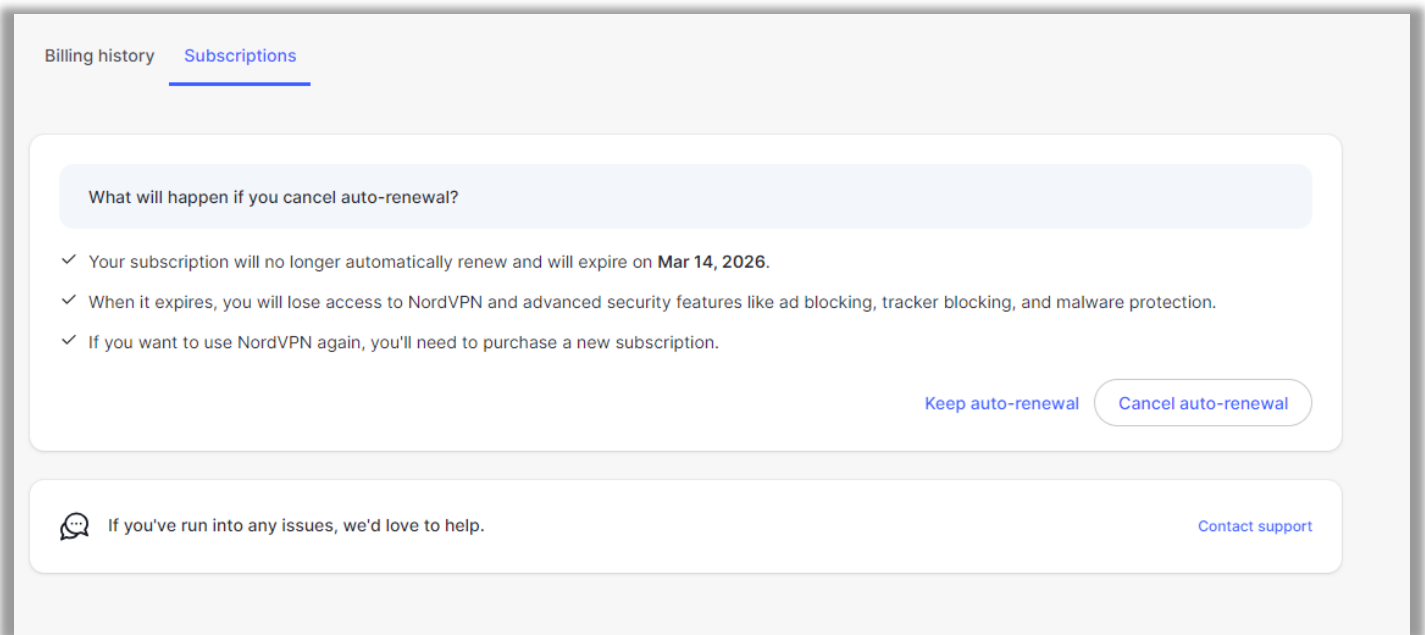 Billing history Subscriptions
What will happen if you cancel auto-renewal?
Your subscription will no longer automatically renew and will expire on Mar 14, 2026.
When it expires, you will lose access to NordVPN and advanced security features like ad blocking, tracker blocking, and malware protection.
If you want to use NordVPN again, you'll need to purchase a new subscription.
Keep auto-renewal Cancel auto-renewal
If you've run into any issues, we'd love to help. Contact support